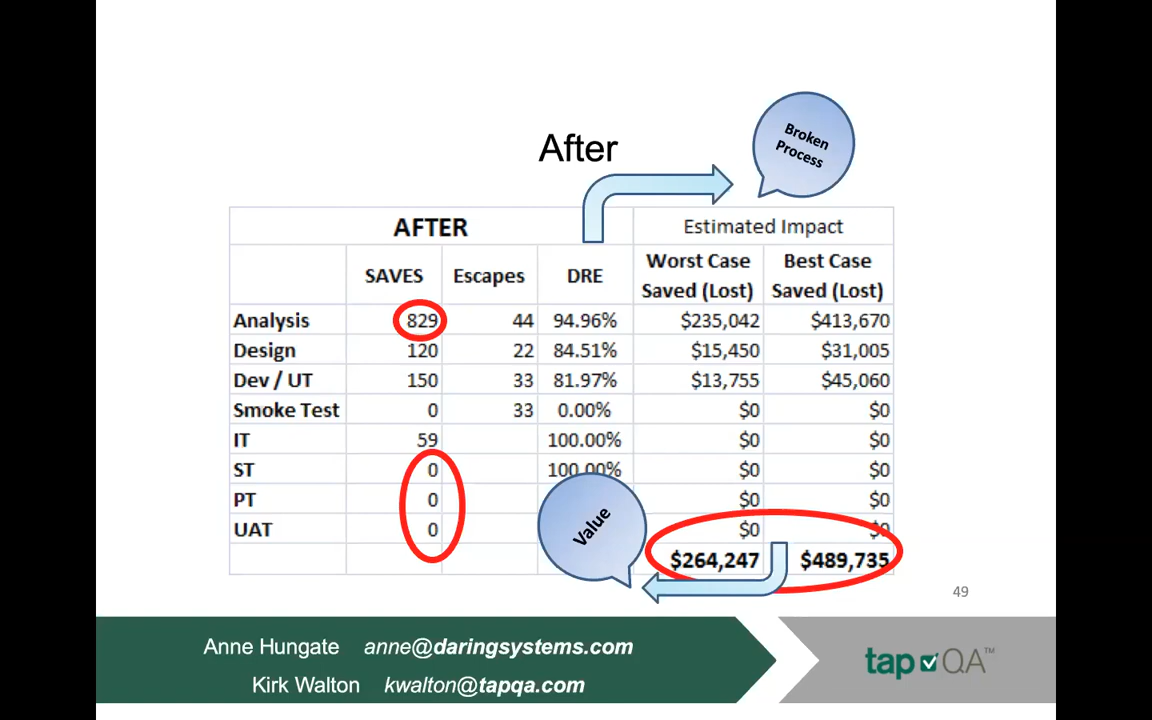 After
Broken
Process
AFTER Estimated Impact
SAVES Escapes DRE Worst Case Saved (Lost) Best Case Saved (Lost)
Analysis 829 44 94.96% $235,042 $413,670
Design 120 22 84.51% $15,450 $31,005
Dev / UT 150 33 81.97% $13,755 $45,060
Smoke Test 0 33 0.00% $0 $0
IT 59 100.00% $0 $0
ST 0 100.00% $0 $0
PT 0 $0 $0
UAT 0 $0 $0
Value
$264,247 $489,735
49
Anne Hungate anne@daringsystems.com
Kirk Walton kwalton@tapqa.com
tap QA™